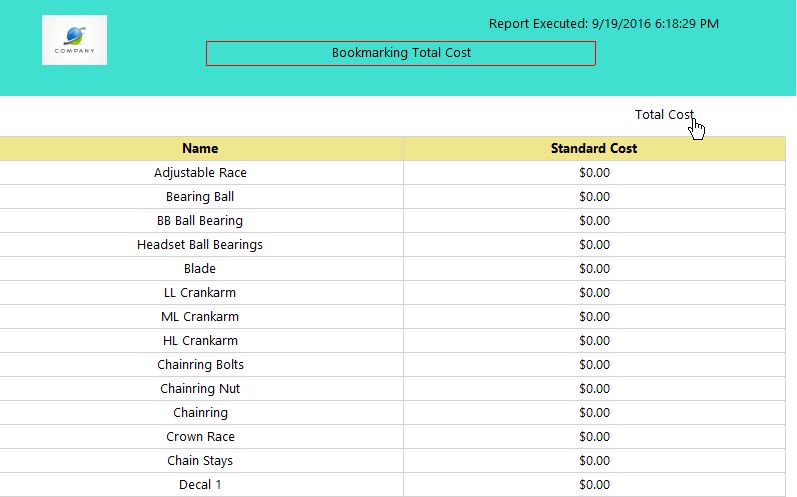 Report Executed: 9/19/2016 6:18:29 PM
COMPANY
Bookmarking Total Cost
Total Cost
Name Standard Cost
Adjustable Race $0.00
Bearing Ball $0.00
BB Ball Bearing $0.00
Headset Ball Bearings $0.00
Blade $0.00
LL Crankarm $0.00
ML Crankarm $0.00
HL Crankarm $0.00
Chainring Bolts $0.00
Chainring Nut $0.00
Chainring $0.00
Crown Race $0.00
Chain Stays $0.00
Decal 1 $0.00